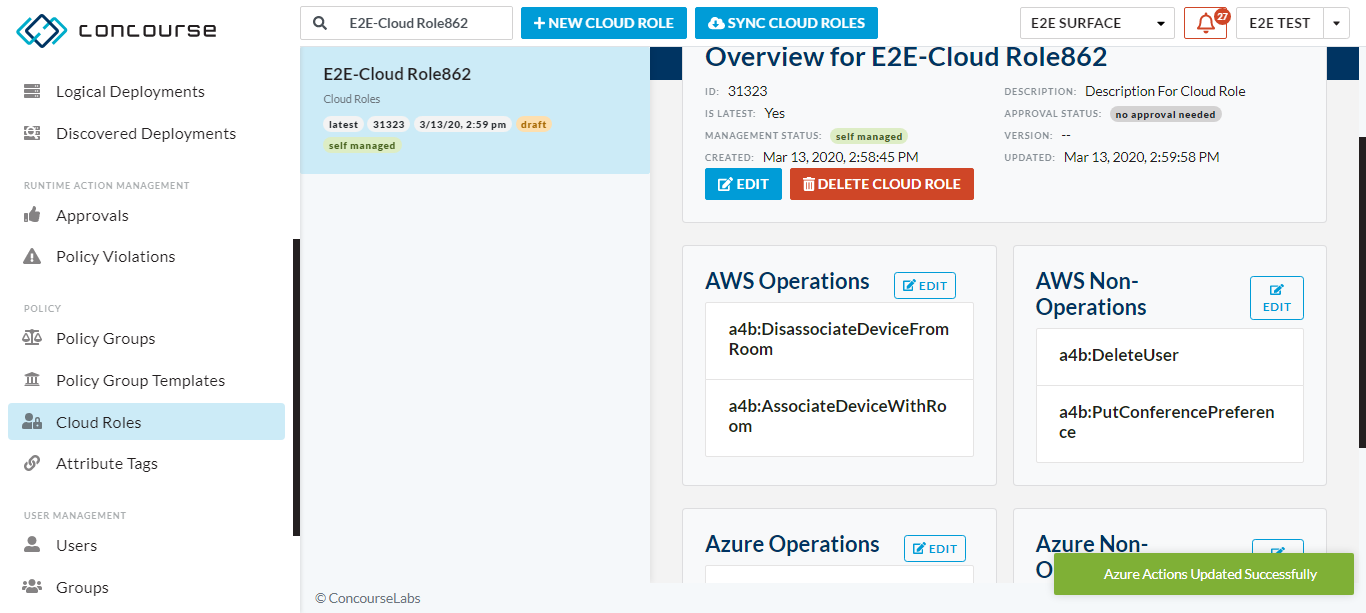 concourse
E2E-Cloud Role862
NEW CLOUD ROLE
SYNC CLOUD ROLES
E2E SURFACE
27
E2E TEST
Logical Deployments
Discovered Deployments
RUNTIME ACTION MANAGEMENT
Approvals
Policy Violations
POLICY
Policy Groups
Policy Group Templates
Cloud Roles
Attribute Tags
USER MANAGEMENT
Users
Groups
E2E-Cloud Role862
Cloud Roles
latest 31323 3/13/20, 2:59 pm draft
self managed
Overview for E2E-Cloud Role862
ID: 31323
IS LATEST: Yes
MANAGEMENT STATUS: self managed
CREATED: Mar 13, 2020, 2:58:45 PM
DESCRIPTION: Description For Cloud Role
APPROVAL STATUS: no approval needed
VERSION: --
UPDATED: Mar 13, 2020, 2:59:58 PM
EDIT
DELETE CLOUD ROLE
AWS Operations
EDIT
a4b:DisassociateDeviceFrom
Room
a4b:AssociateDeviceWithRo
om
AWS Non-
Operations
EDIT
a4b:DeleteUser
a4b:PutConferencePreferen
ce
Azure Operations
EDIT
Azure Non-
Azure Actions Updated Successfully
© ConcourseLabs